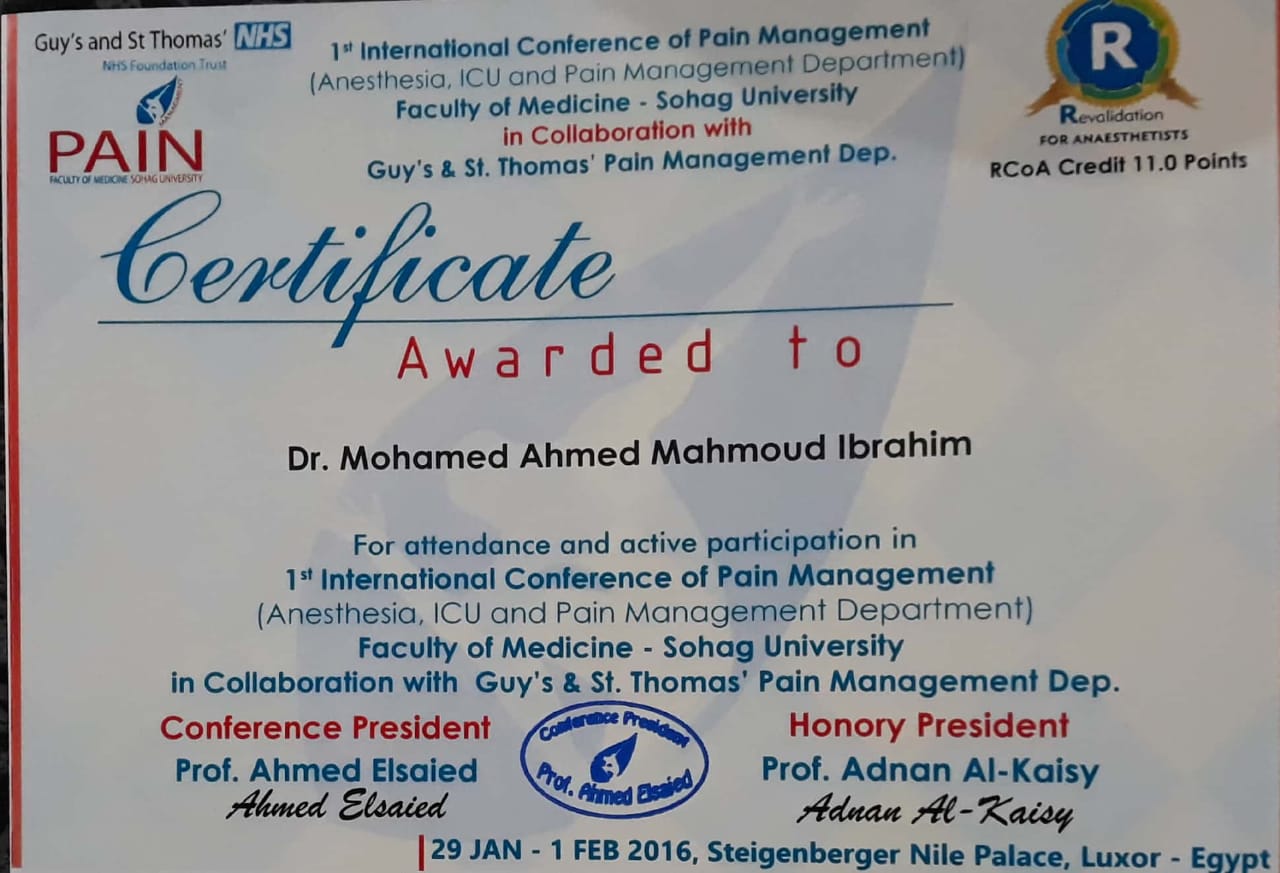 Guy's and St Thomas' NHS
NHS Foundation Trust
MANAGEMENT
PAIN
FACULTY OF MEDICINE SOHAG UNIVERSITY
1st International Conference of Pain Management
(Anesthesia, ICU and Pain Management Department)
Faculty of Medicine - Sohag University
in Collaboration with
Guy's & St. Thomas' Pain Management Dep.
R
Revalidation
FOR ANAESTHETISTS
RCoA Credit 11.0 Points
Certificate
Awarded to
Dr. Mohamed Ahmed Mahmoud Ibrahim
For attendance and active participation in
1st International Conference of Pain Management
(Anesthesia, ICU and Pain Management Department)
Faculty of Medicine - Sohag University
in Collaboration with Guy's & St. Thomas' Pain Management Dep.
Conference President
Prof. Ahmed Elsaied
Ahmed Elsaied
Conference President
Prof. Ahmed Elsaied
Honory President
Prof. Adnan Al-Kaisy
Adnan Al-Kaisy
29 JAN - 1 FEB 2016, Steigenberger Nile Palace, Luxor - Egypt